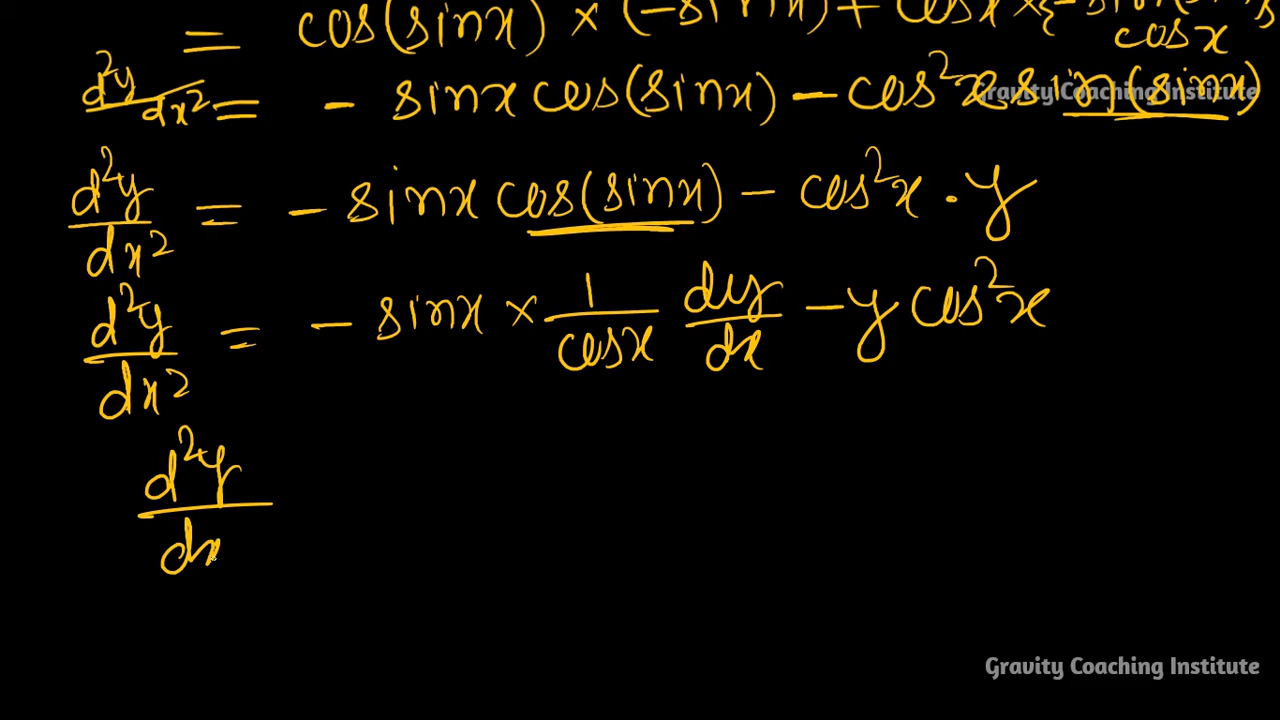 = cos(sinx) × (-sinx) + cosx × {-sin(sinx)} cosx
d²y/dx² = - sinx cos(sinx) - cos²x sin(sinx)
Gravity Coaching Institute
d²y/dx² = - sinx cos(sinx) - cos²x · y
d²y/dx² = - sinx × 1/cosx dy/dx - y cos²x
d²y/dx
Gravity Coaching Institute